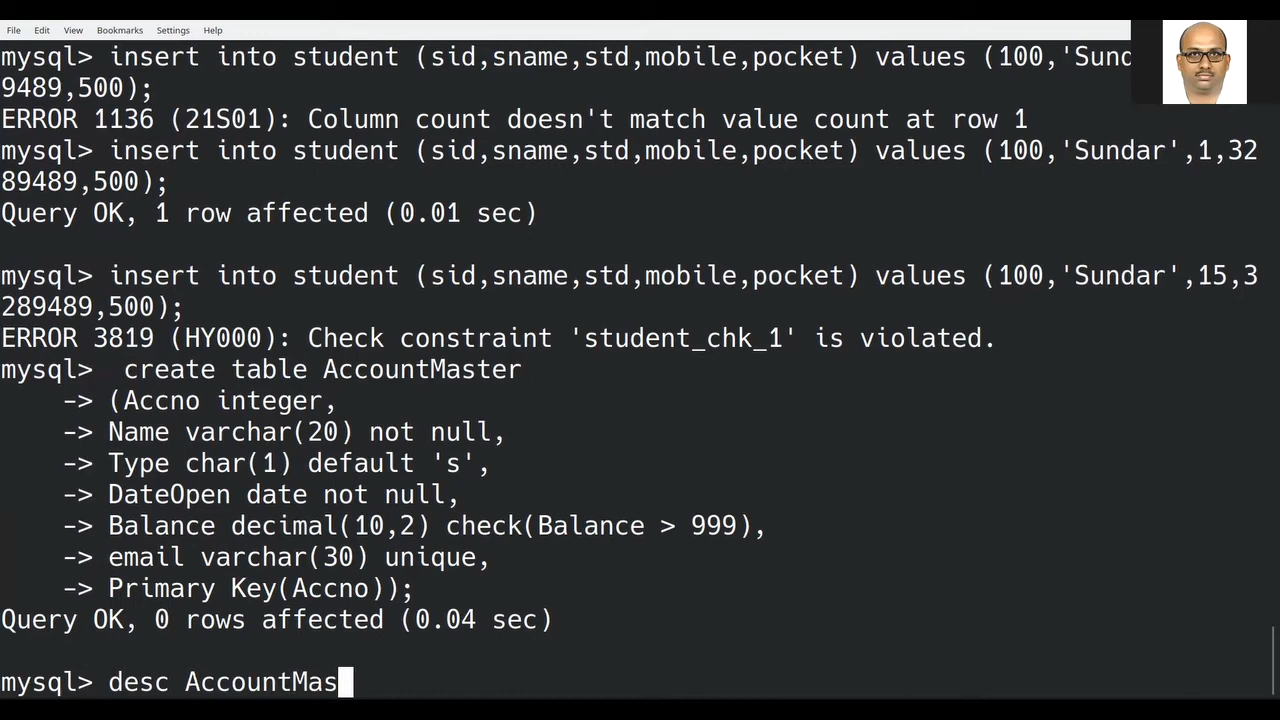 File Edit View Bookmarks Settings Help
mysql> insert into student (sid,sname,std,mobile,pocket) values (100,'Sund
9489,500);
ERROR 1136 (21S01): Column count doesn't match value count at row 1
mysql> insert into student (sid,sname,std,mobile,pocket) values (100,'Sundar',1,32
89489,500);
Query OK, 1 row affected (0.01 sec)
mysql> insert into student (sid,sname,std,mobile,pocket) values (100,'Sundar',15,3
289489,500);
ERROR 3819 (HY000): Check constraint 'student_chk_1' is violated.
mysql>  create table AccountMaster
    -> (Accno integer,
    -> Name varchar(20) not null,
    -> Type char(1) default 's',
    -> DateOpen date not null,
    -> Balance decimal(10,2) check(Balance > 999),
    -> email varchar(30) unique,
    -> Primary Key(Accno));
Query OK, 0 rows affected (0.04 sec)
mysql> desc AccountMas